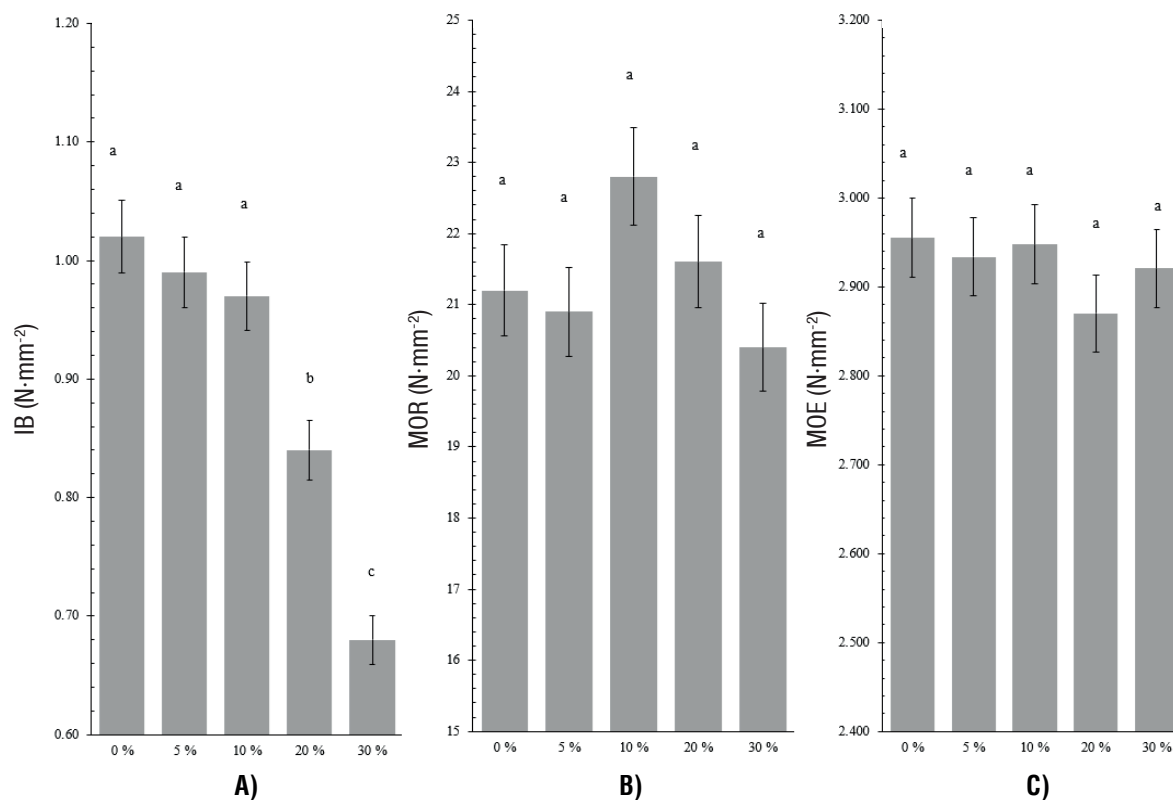 1.20
1.10
1.00
0.90
0.80
0.70
0.60
IB (N·mm⁻²)
a
a
a
b
c
0 %
5 %
10 %
20 %
30 %
A)
25
24
23
22
21
20
19
18
17
16
15
MOR (N·mm⁻²)
a
a
a
a
a
0 %
5 %
10 %
20 %
30 %
B)
3.200
3.100
3.000
2.900
2.800
2.700
2.600
2.500
2.400
MOE (N·mm⁻²)
a
a
a
a
a
0 %
5 %
10 %
20 %
30 %
C)